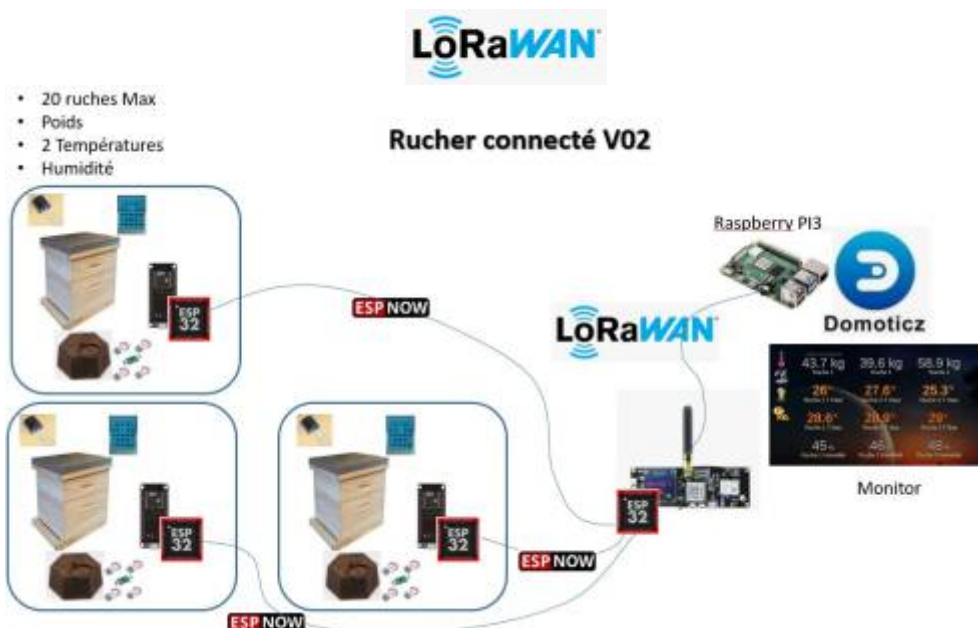 LoRaWAN
• 20 ruches Max
• Poids
• 2 Températures
• Humidité
Rucher connecté V02
Raspberry PI3
Domoticz
LoRaWAN
ESP NOW
ESP 32
43.7 kg 39.6 kg 58.9 kg
26° 27.6° 25.3°
28.6° 28.9° 29°
45% 46% 48%
Monitor
ESP 32
ESP 32
ESP 32
ESP NOW
ESP NOW